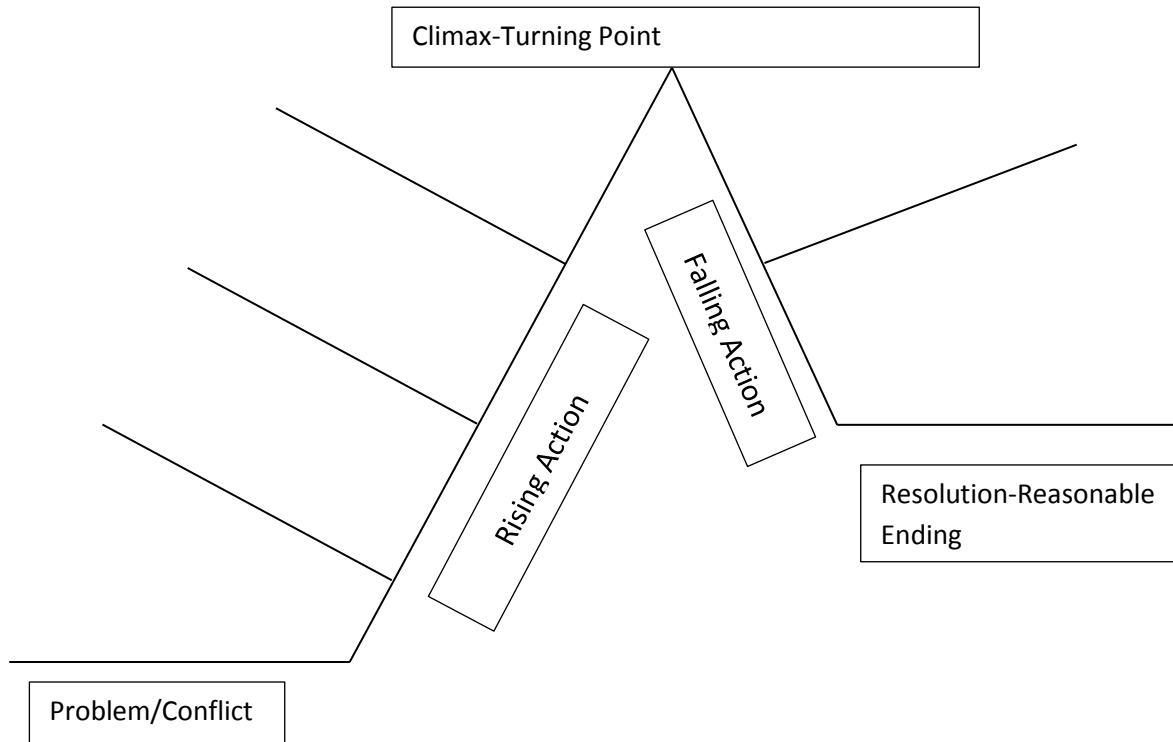 Climax-Turning Point
Falling Action
Rising Action
Resolution-Reasonable
Ending
Problem/Conflict